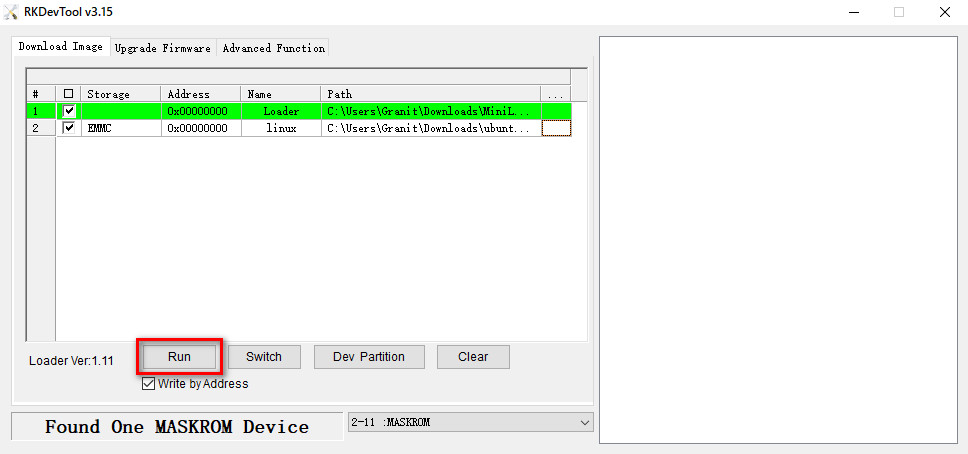 RKDevTool v3.15
Download Image Upgrade Firmware Advanced Function
# Storage Address Name Path ...
1 0x00000000 Loader C:\Users\Granit\Downloads\MiniL...
2 EMMC 0x00000000 linux C:\Users\Granit\Downloads\ubunt...
Loader Ver:1.11 Run Switch Dev Partition Clear
Write by Address
Found One MASKROM Device 2-11 :MASKROM